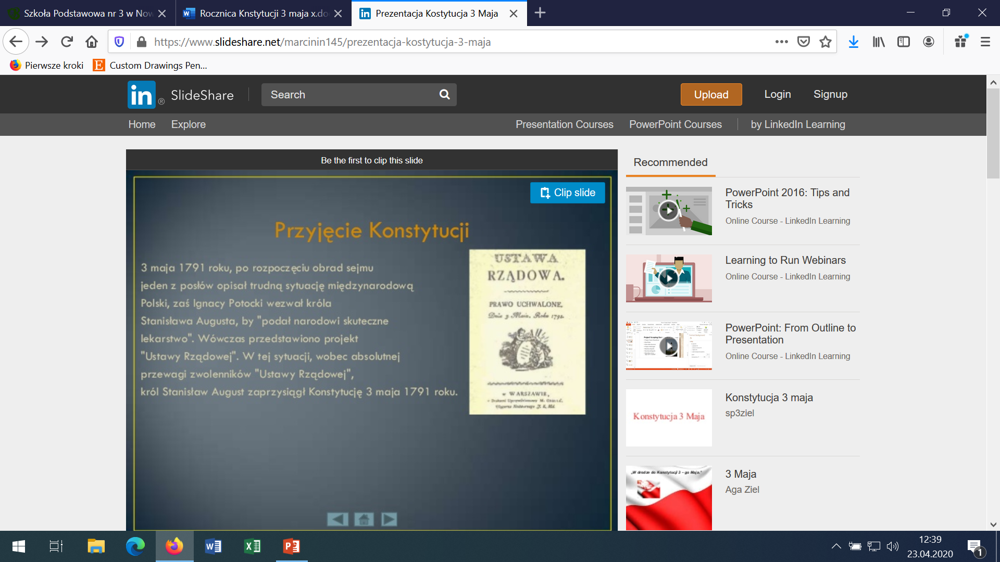 Szkoła Podstawowa nr 3 w Now
Rocznica Knstytucji 3 maja x.do
Prezentacja Kostytucja 3 Maja
https://www.slideshare.net/marcinin145/prezentacja-kostytucja-3-maja
Pierwsze kroki
Custom Drawings Pen...
in ® SlideShare
Search
Upload
Login
Signup
Home
Explore
Presentation Courses
PowerPoint Courses
by LinkedIn Learning
Be the first to clip this slide
Clip slide
Przyjęcie Konstytucji
3 maja 1791 roku, po rozpoczęciu obrad sejmu
jeden z posłów opisał trudną sytuację międzynarodową
Polski, zaś Ignacy Potocki wezwał króla
Stanisława Augusta, by "podał narodowi skuteczne
lekarstwo". Wówczas przedstawiono projekt
"Ustawy Rządowej". W tej sytuacji, wobec absolutnej
przewagi zwolenników "Ustawy Rządowej",
król Stanisław August zaprzysiągł Konstytucję 3 maja 1791 roku.
USTAWA
RZĄDOWA.
PRAWO UCHWALONE,
Dnia 3. Maia, Roku 1791.
w WARSZAWIE,
Recommended
PowerPoint 2016: Tips and
Tricks
Online Course - LinkedIn Learning
Learning to Run Webinars
Online Course - LinkedIn Learning
PowerPoint: From Outline to
Presentation
Online Course - LinkedIn Learning
Konstytucja 3 Maja
Konstytucja 3 maja
sp3ziel
„W drodze do Konstytucji 3 – go Maja."
3 Maja
Aga Ziel
12:39
23.04.2020
1